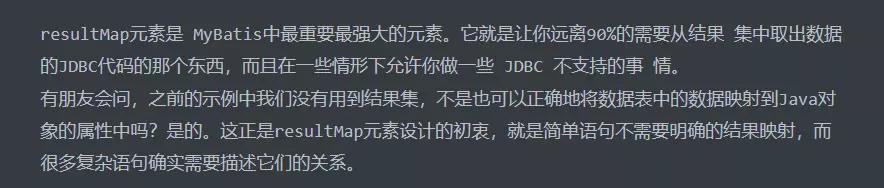 resultMap元素是 MyBatis中最重要最强大的元素。它就是让你远离90%的需要从结果 集中取出数据
的JDBC代码的那个东西，而且在一些情形下允许你做一些 JDBC 不支持的事 情。
有朋友会问，之前的示例中我们没有用到结果集，不是也可以正确地将数据表中的数据映射到Java对
象的属性中吗？是的。这正是resultMap元素设计的初衷，就是简单语句不需要明确的结果映射，而
很多复杂语句确实需要描述它们的关系。